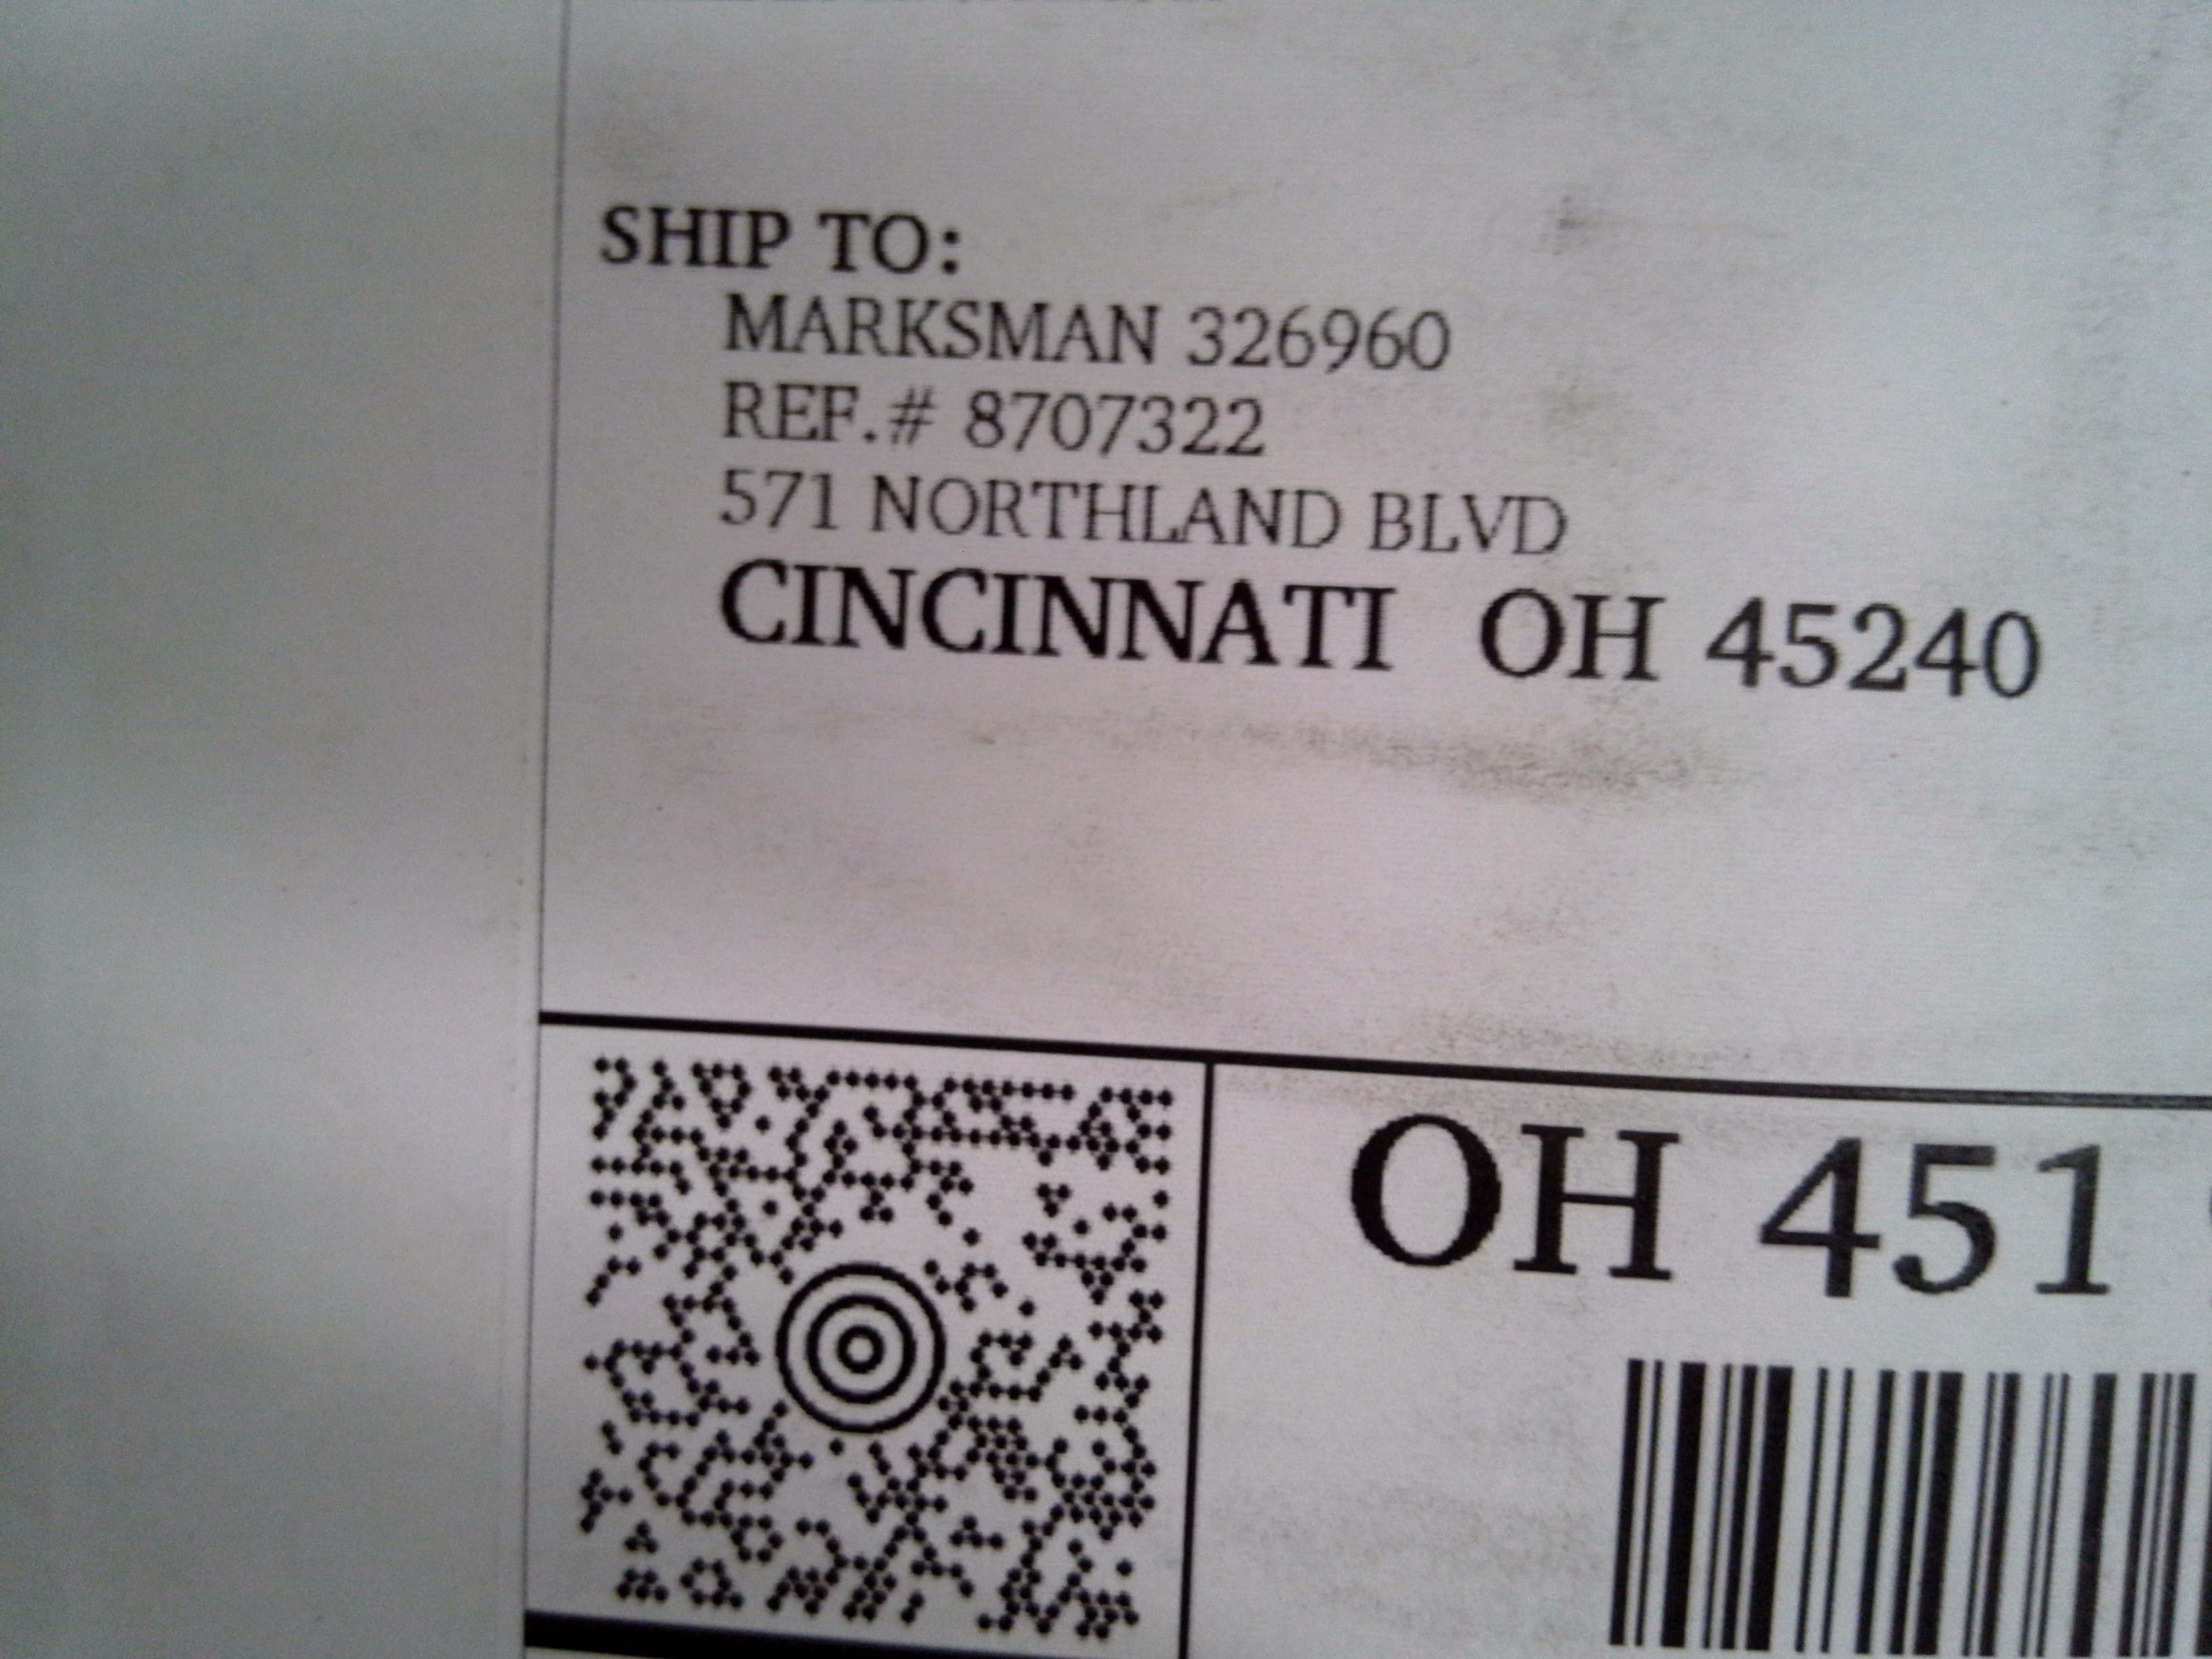 SHIP TO:
MARKSMAN 326960
REF.# 8707322
571 NORTHLAND BLVD
CINCINNATI OH 45240
OH 451